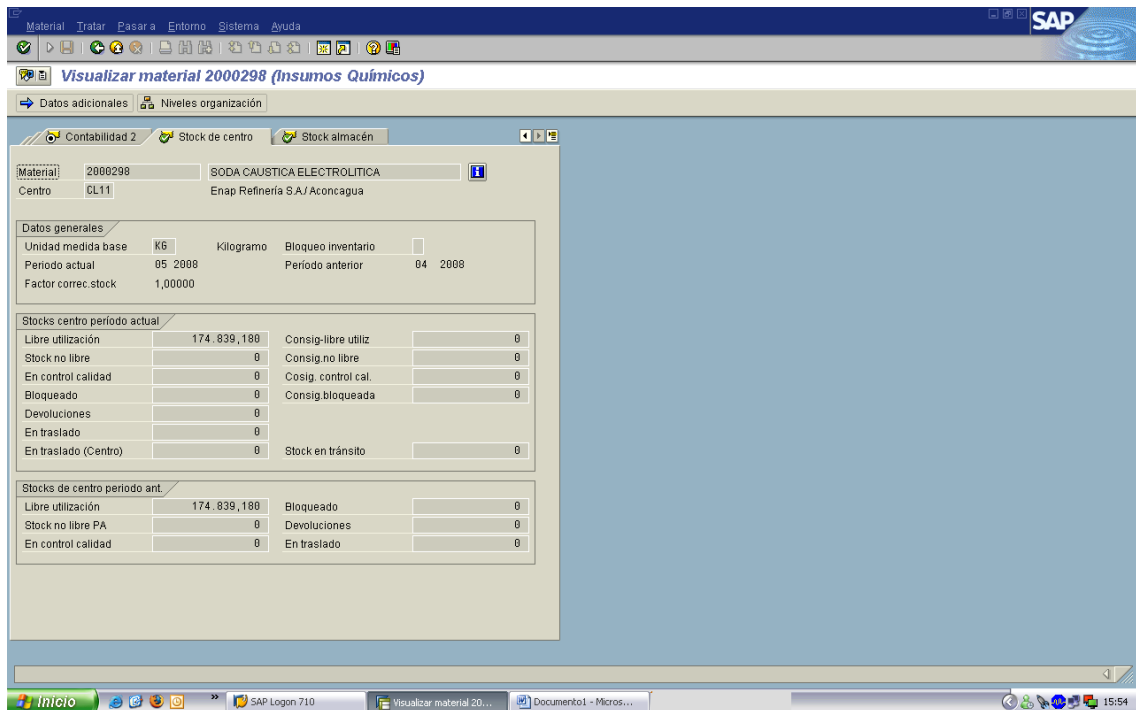 Material Tratar Pasar a Entorno Sistema Ayuda
SAP
Visualizar material 2000298 (Insumos Químicos)
Datos adicionales Niveles organización
Contabilidad 2 Stock de centro Stock almacén
Material 2000298 SODA CAUSTICA ELECTROLITICA
Centro CL11 Enap Refinería S.A./ Aconcagua
Datos generales
Unidad medida base KG Kilogramo Bloqueo inventario
Periodo actual 05 2008 Período anterior 04 2008
Factor correc.stock 1,00000
Stocks centro período actual
Libre utilización 174.839,180 Consig-libre utiliz 0
Stock no libre 0 Consig.no libre 0
En control calidad 0 Cosig. control cal. 0
Bloqueado 0 Consig.bloqueada 0
Devoluciones 0
En traslado 0
En traslado (Centro) 0 Stock en tránsito 0
Stocks de centro periodo ant.
Libre utilización 174.839,180 Bloqueado 0
Stock no libre PA 0 Devoluciones 0
En control calidad 0 En traslado 0
Inicio » SAP Logon 710 Visualizar material 20... Documento1 - Micros... 15:54